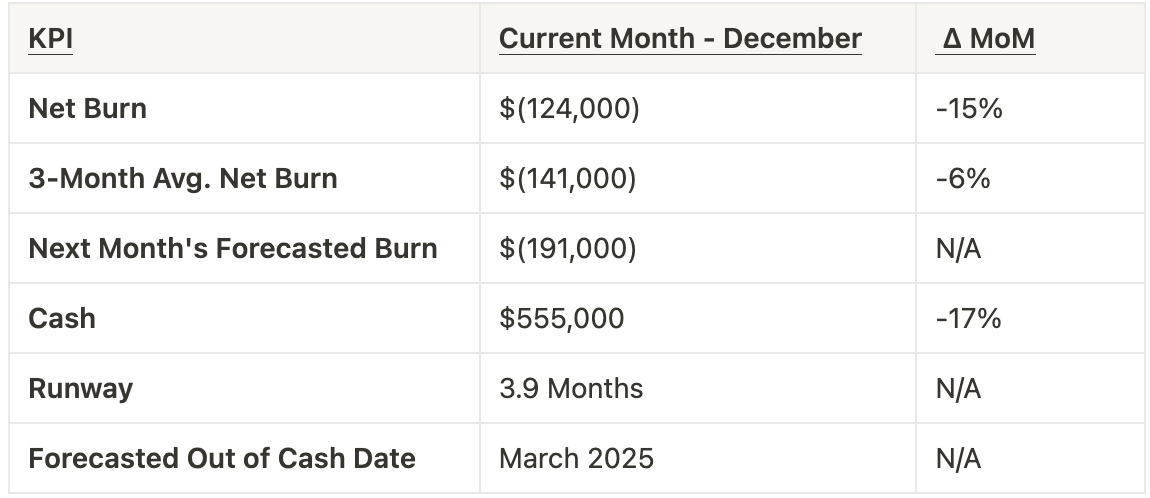 KPI Current Month - December Δ MoM
Net Burn $(124,000) -15%
3-Month Avg. Net Burn $(141,000) -6%
Next Month's Forecasted Burn $(191,000) N/A
Cash $555,000 -17%
Runway 3.9 Months N/A
Forecasted Out of Cash Date March 2025 N/A